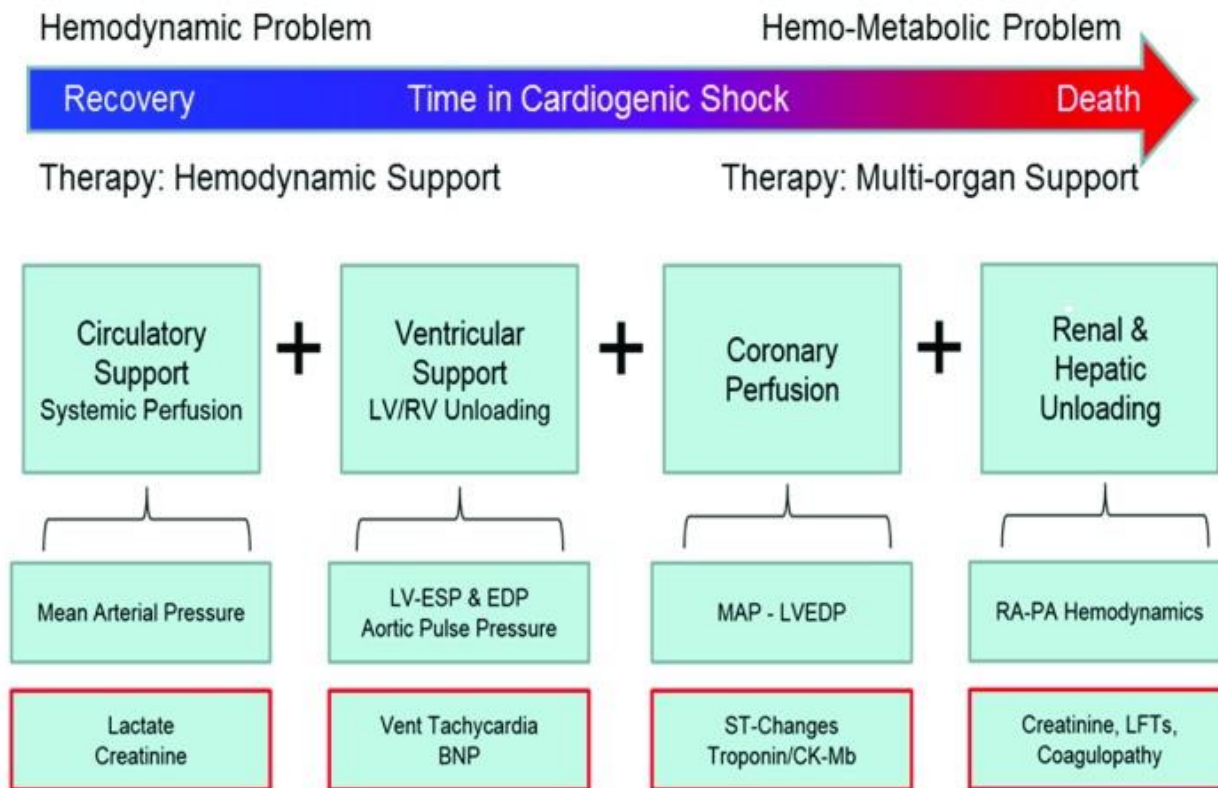 Hemodynamic Problem
Hemo-Metabolic Problem
Recovery
Time in Cardiogenic Shock
Death
Therapy: Hemodynamic Support
Therapy: Multi-organ Support
Circulatory
Support
Systemic Perfusion
+
Ventricular
Support
LV/RV Unloading
+
Coronary
Perfusion
+
Renal &
Hepatic
Unloading
Mean Arterial Pressure
LV-ESP & EDP
Aortic Pulse Pressure
MAP - LVEDP
RA-PA Hemodynamics
Lactate
Creatinine
Vent Tachycardia
BNP
ST-Changes
Troponin/CK-Mb
Creatinine, LFTs,
Coagulopathy